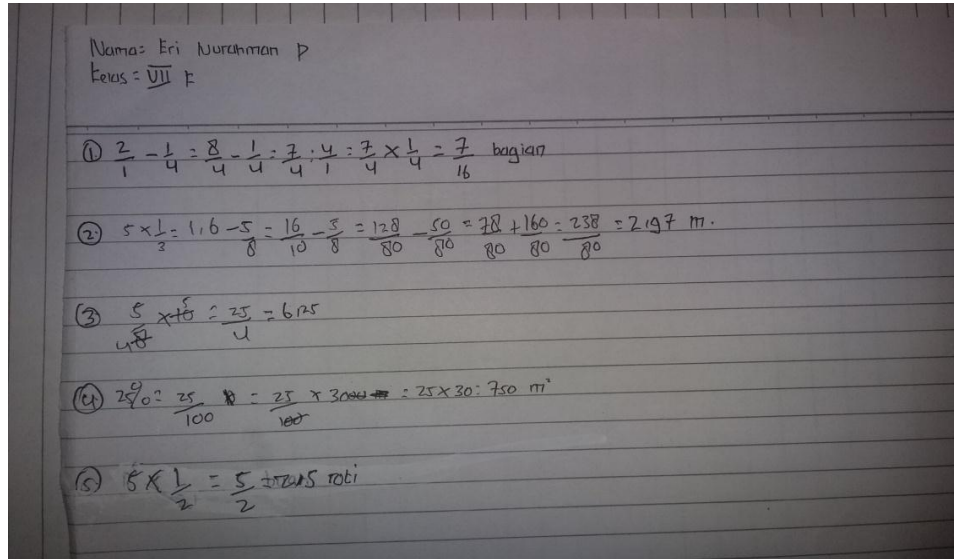 Nama: Eri Nurahman P
Kelas = VII E
① 2/1 - 1/4 = 8/4 - 1/4 = 7/4 : 4/1 = 7/4 × 1/4 = 7/16 bagian
② 5 × 1/3 = 1,6 - 5/8 = 16/10 - 5/8 = 128/80 - 50/80 = 78/80 + 160/80 = 238/80 = 2,97 m.
③ 5/8 4 × 10 5 = 25/4 = 6,25
④ 25% = 25/100 = 25/100 × 3000 = 25 × 30 = 750 m²
⑤ 5 × 1/2 = 5/2 roti